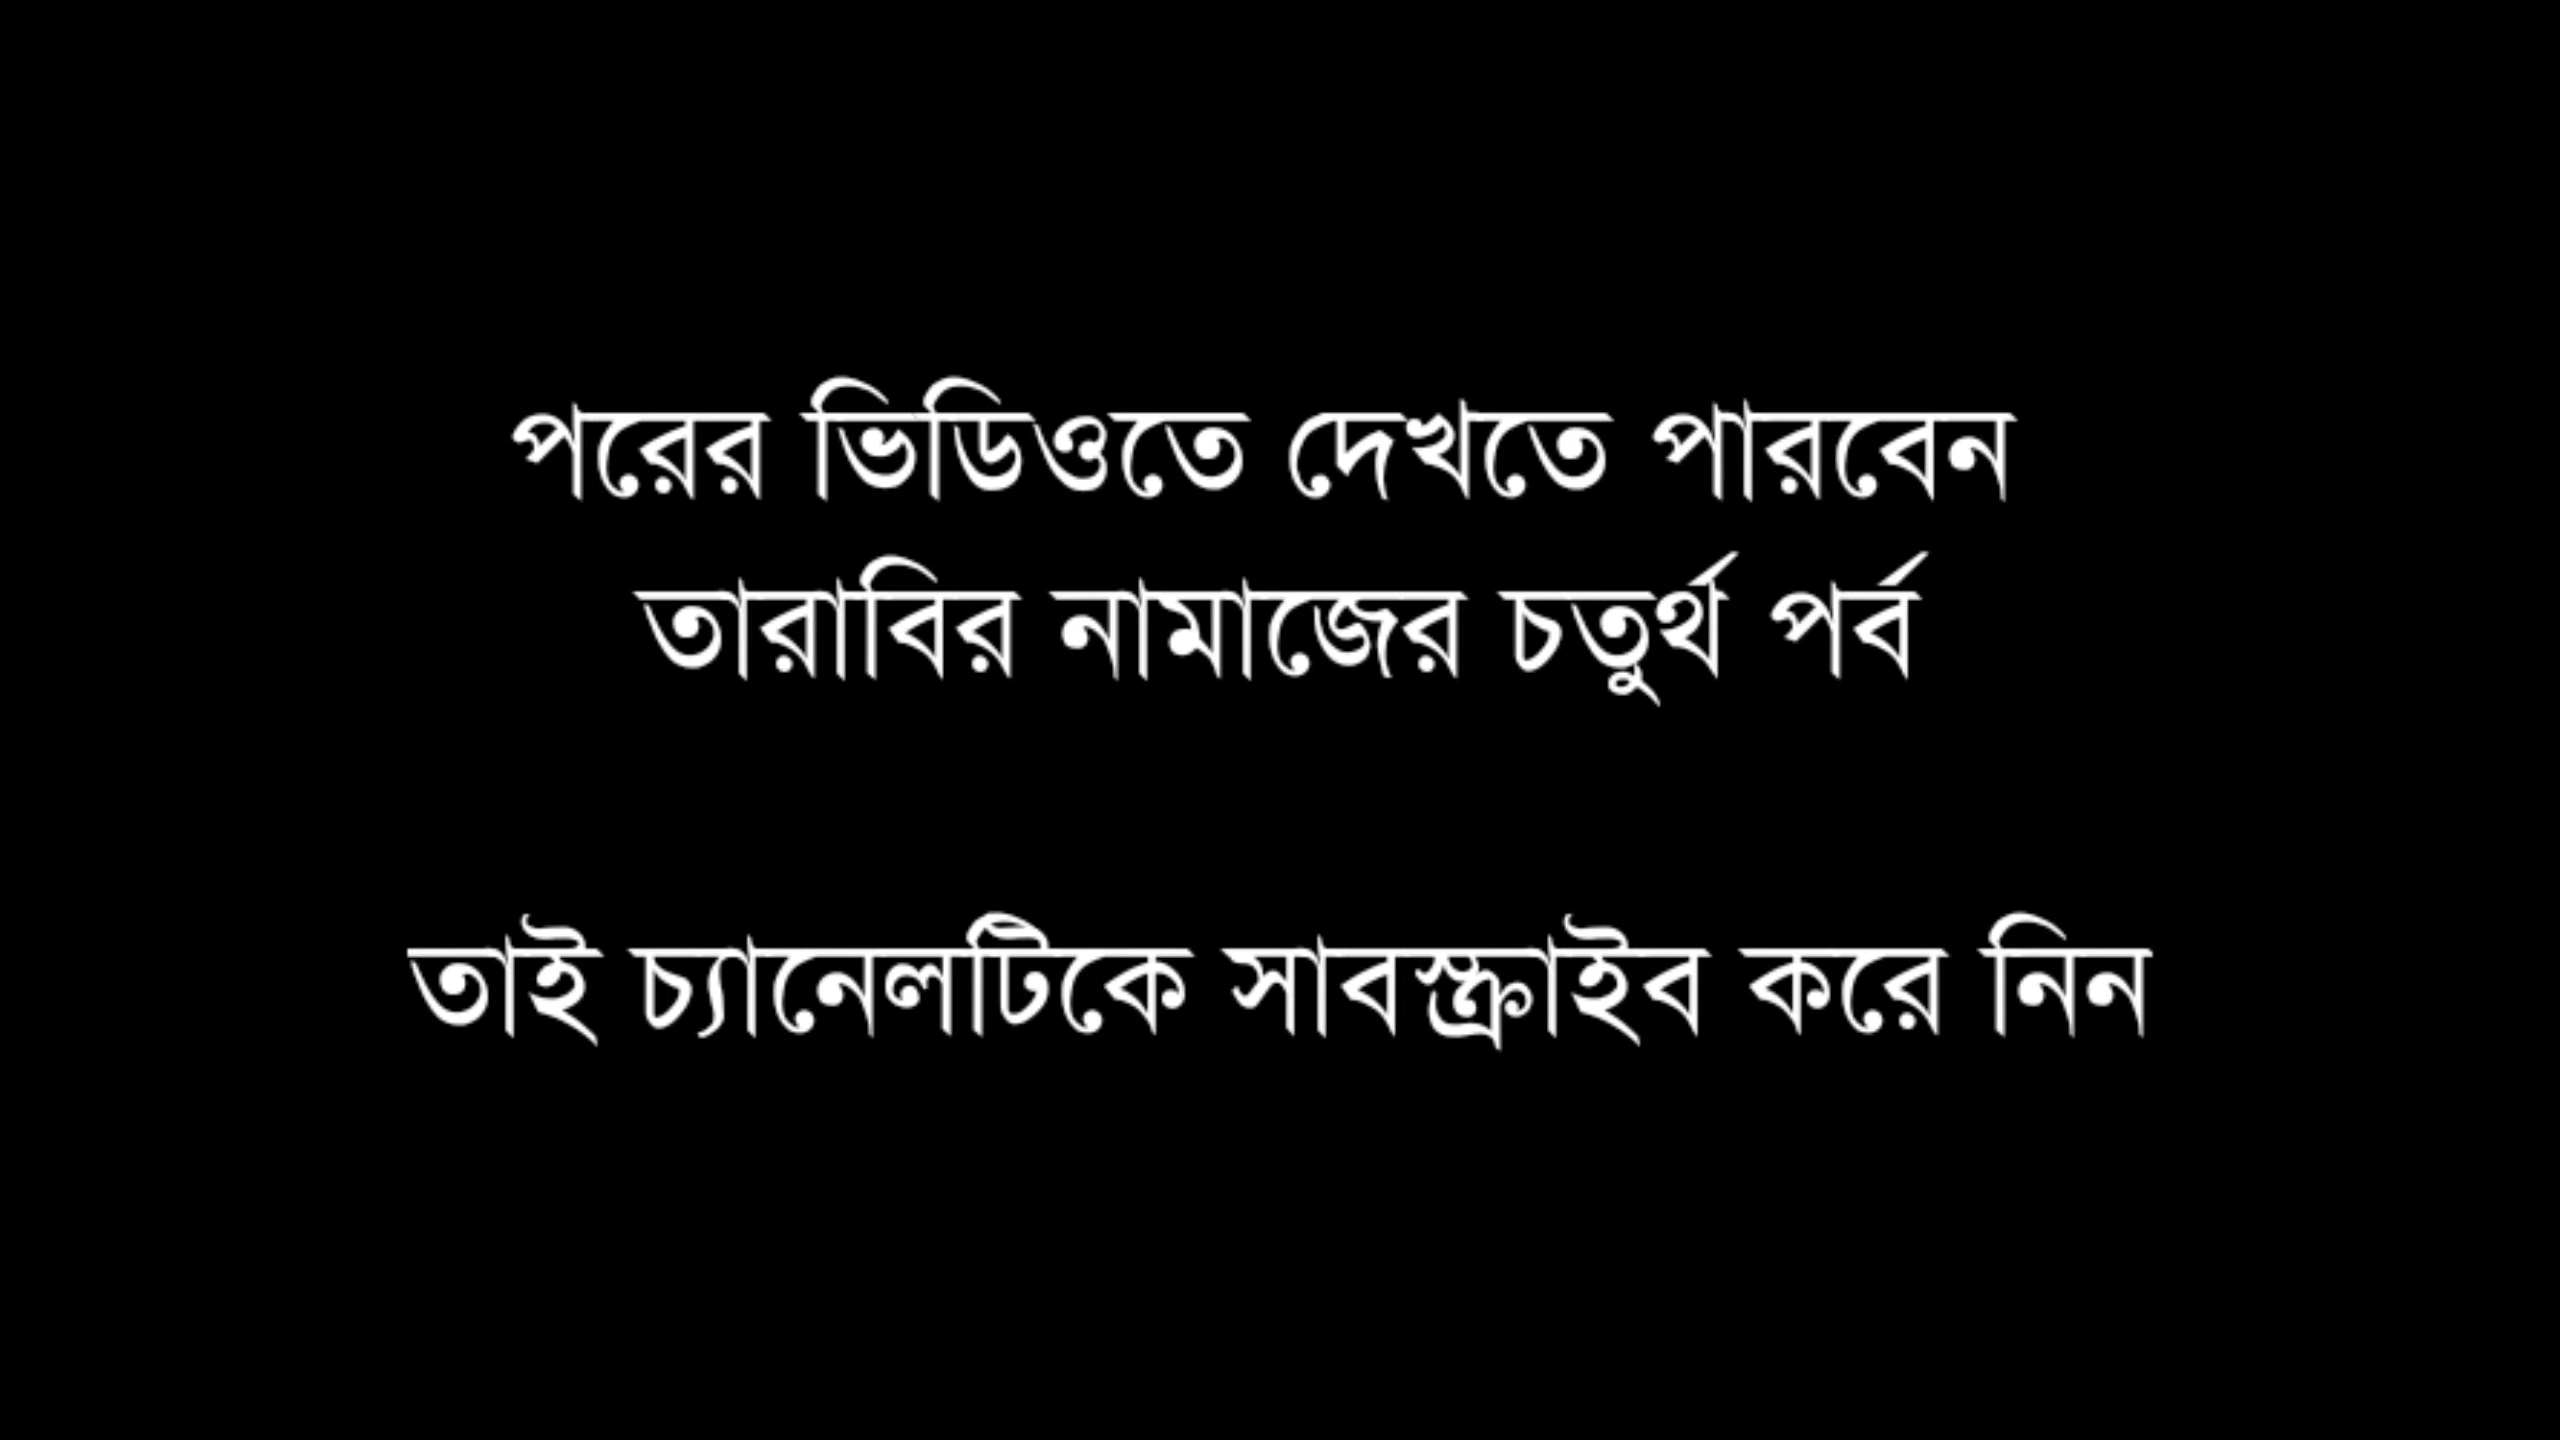 পরের ভিডিওতে দেখতে পারবেন
তারাবির নামাজের চতুর্থ পর্ব
তাই চ্যানেলটিকে সাবস্ক্রাইব করে নিন